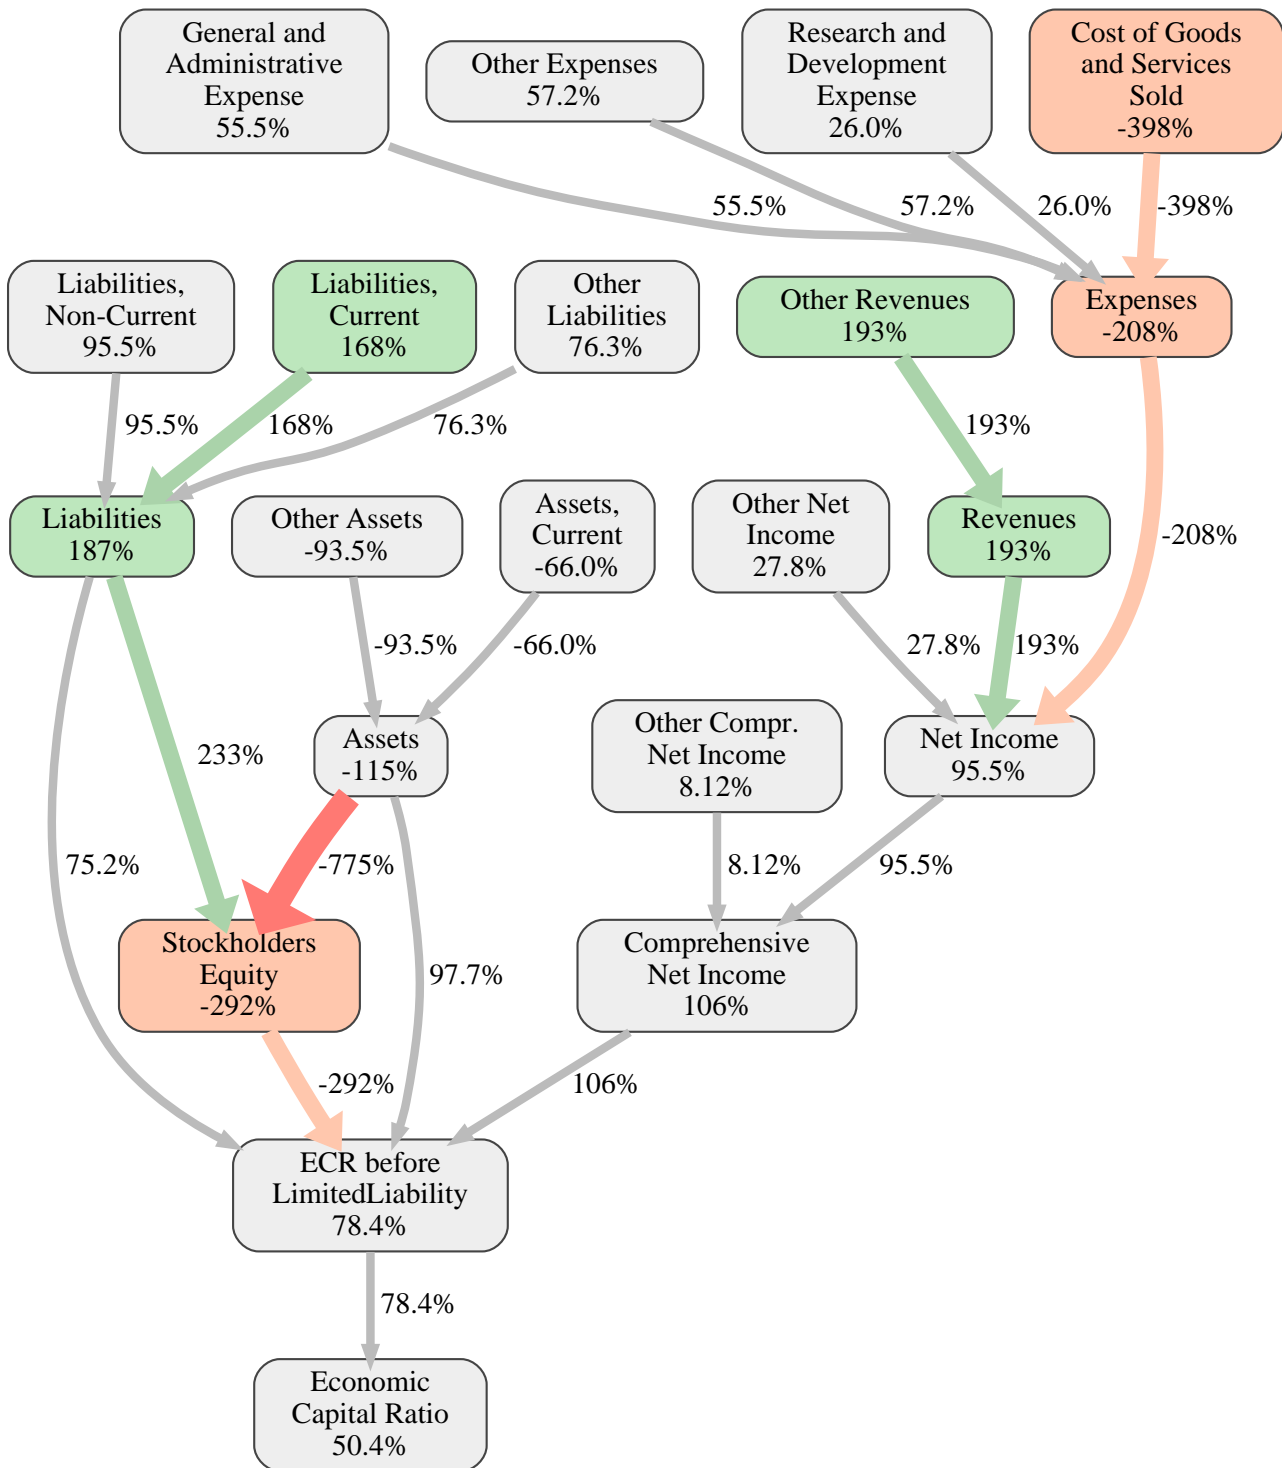 General and
Administrative
Expense
55.5%
Other Expenses
57.2%
Research and
Development
Expense
26.0%
Cost of Goods
and Services
Sold
-398%
55.5%
57.2%
26.0%
-398%
Liabilities,
Non-Current
95.5%
Liabilities,
Current
168%
Other
Liabilities
76.3%
Other Revenues
193%
Expenses
-208%
95.5%
168%
76.3%
193%
-208%
Liabilities
187%
Other Assets
-93.5%
Assets,
Current
-66.0%
Other Net
Income
27.8%
Revenues
193%
-93.5%
-66.0%
27.8%
193%
233%
Assets
-115%
Other Compr.
Net Income
8.12%
Net Income
95.5%
75.2%
-775%
8.12%
95.5%
Stockholders
Equity
-292%
97.7%
Comprehensive
Net Income
106%
-292%
106%
ECR before
LimitedLiability
78.4%
78.4%
Economic
Capital Ratio
50.4%